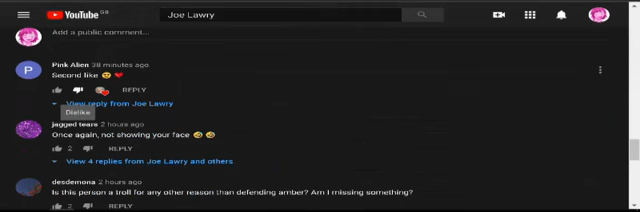 YouTube GB
Joe Lawry
Add a public comment...
P
Pink Alien 28 minutes ago
Second like 🥺 ❤
REPLY
View reply from Joe Lawry
Dislike
jagged tears 2 hours ago
Once again, not showing your face 🤣 🤣
2 REPLY
View 4 replies from Joe Lawry and others
desdemona 2 hours ago
Is this person a troll for any other reason than defending amber? Am I missing something?
2 REPLY